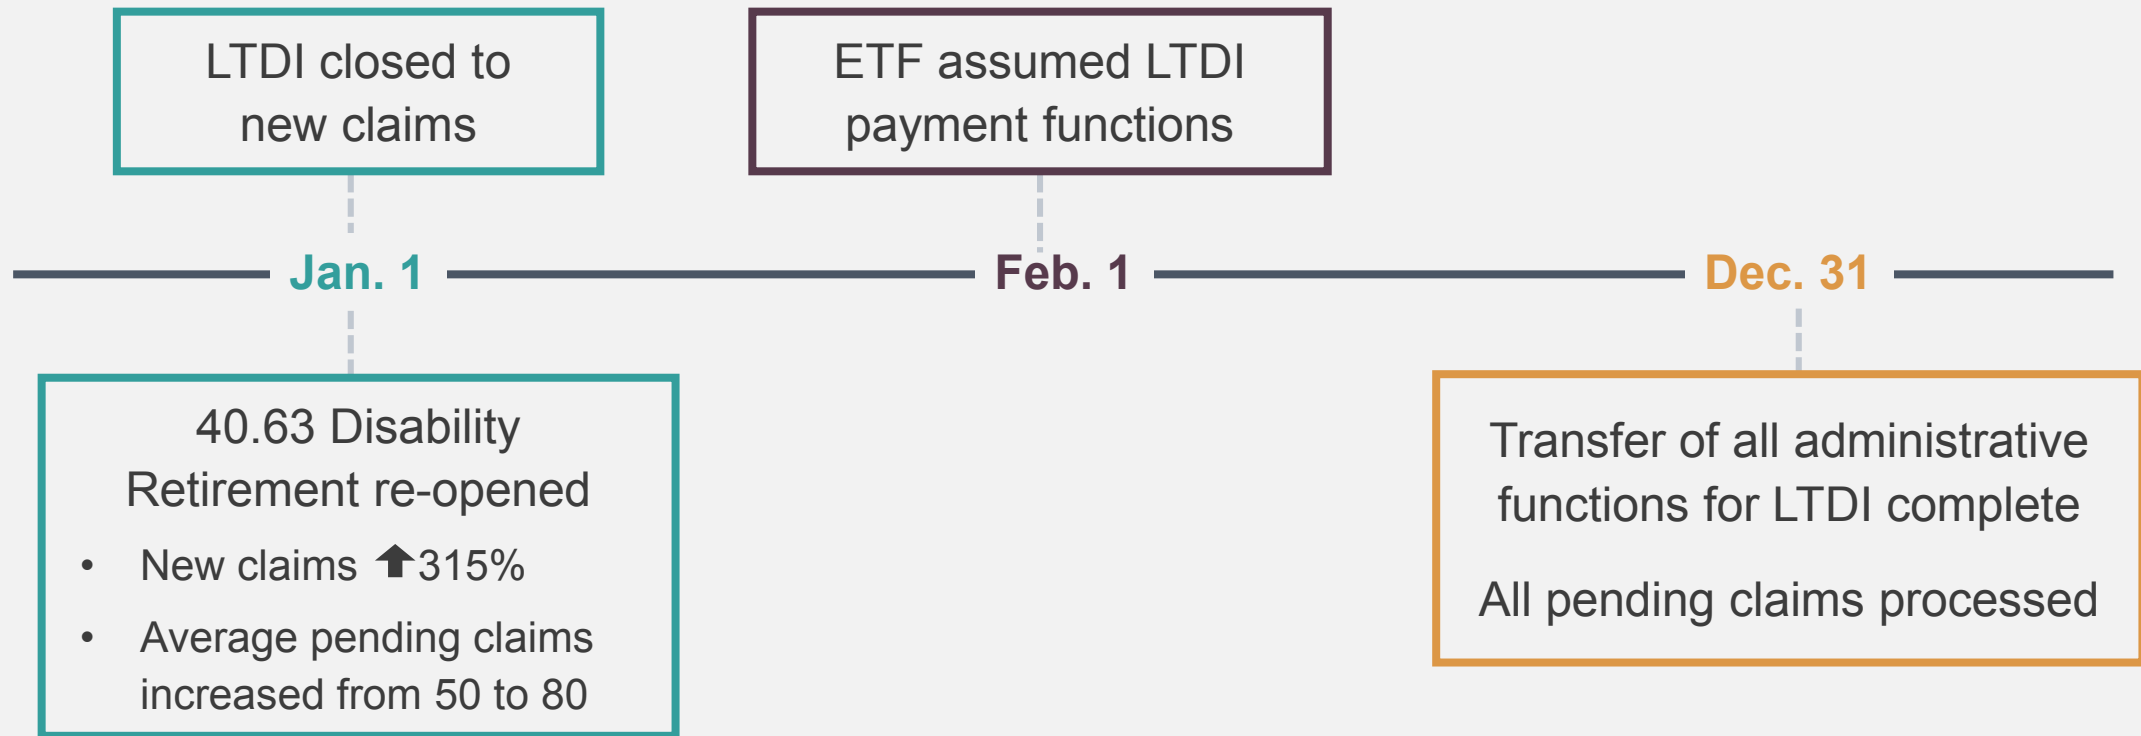 LTDI closed to
new claims
ETF assumed LTDI
payment functions
Jan. 1
Feb. 1
Dec. 31
40.63 Disability
Retirement re-opened
• New claims ⬆315%
• Average pending claims
increased from 50 to 80
Transfer of all administrative
functions for LTDI complete
All pending claims processed